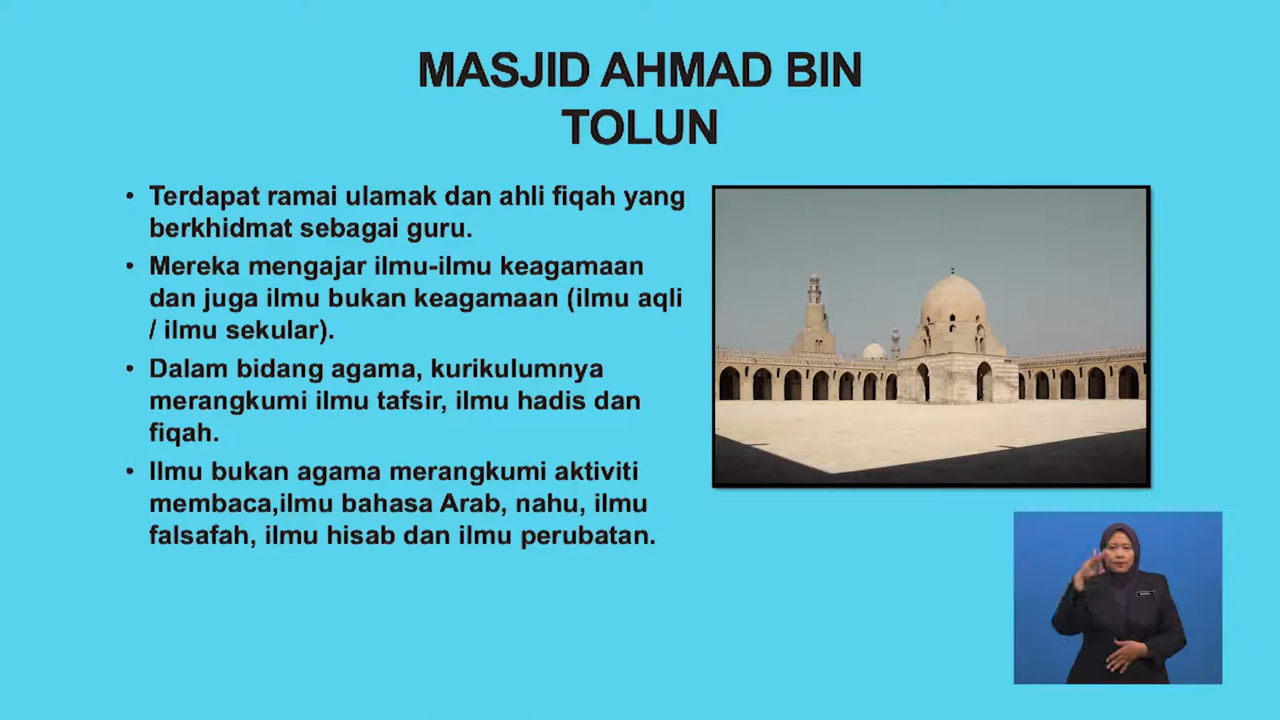 MASJID AHMAD BIN
TOLUN
• Terdapat ramai ulamak dan ahli fiqah yang
berkhidmat sebagai guru.
• Mereka mengajar ilmu-ilmu keagamaan
dan juga ilmu bukan keagamaan (ilmu aqli
/ ilmu sekular).
• Dalam bidang agama, kurikulumnya
merangkumi ilmu tafsir, ilmu hadis dan
fiqah.
• Ilmu bukan agama merangkumi aktiviti
membaca,ilmu bahasa Arab, nahu, ilmu
falsafah, ilmu hisab dan ilmu perubatan.